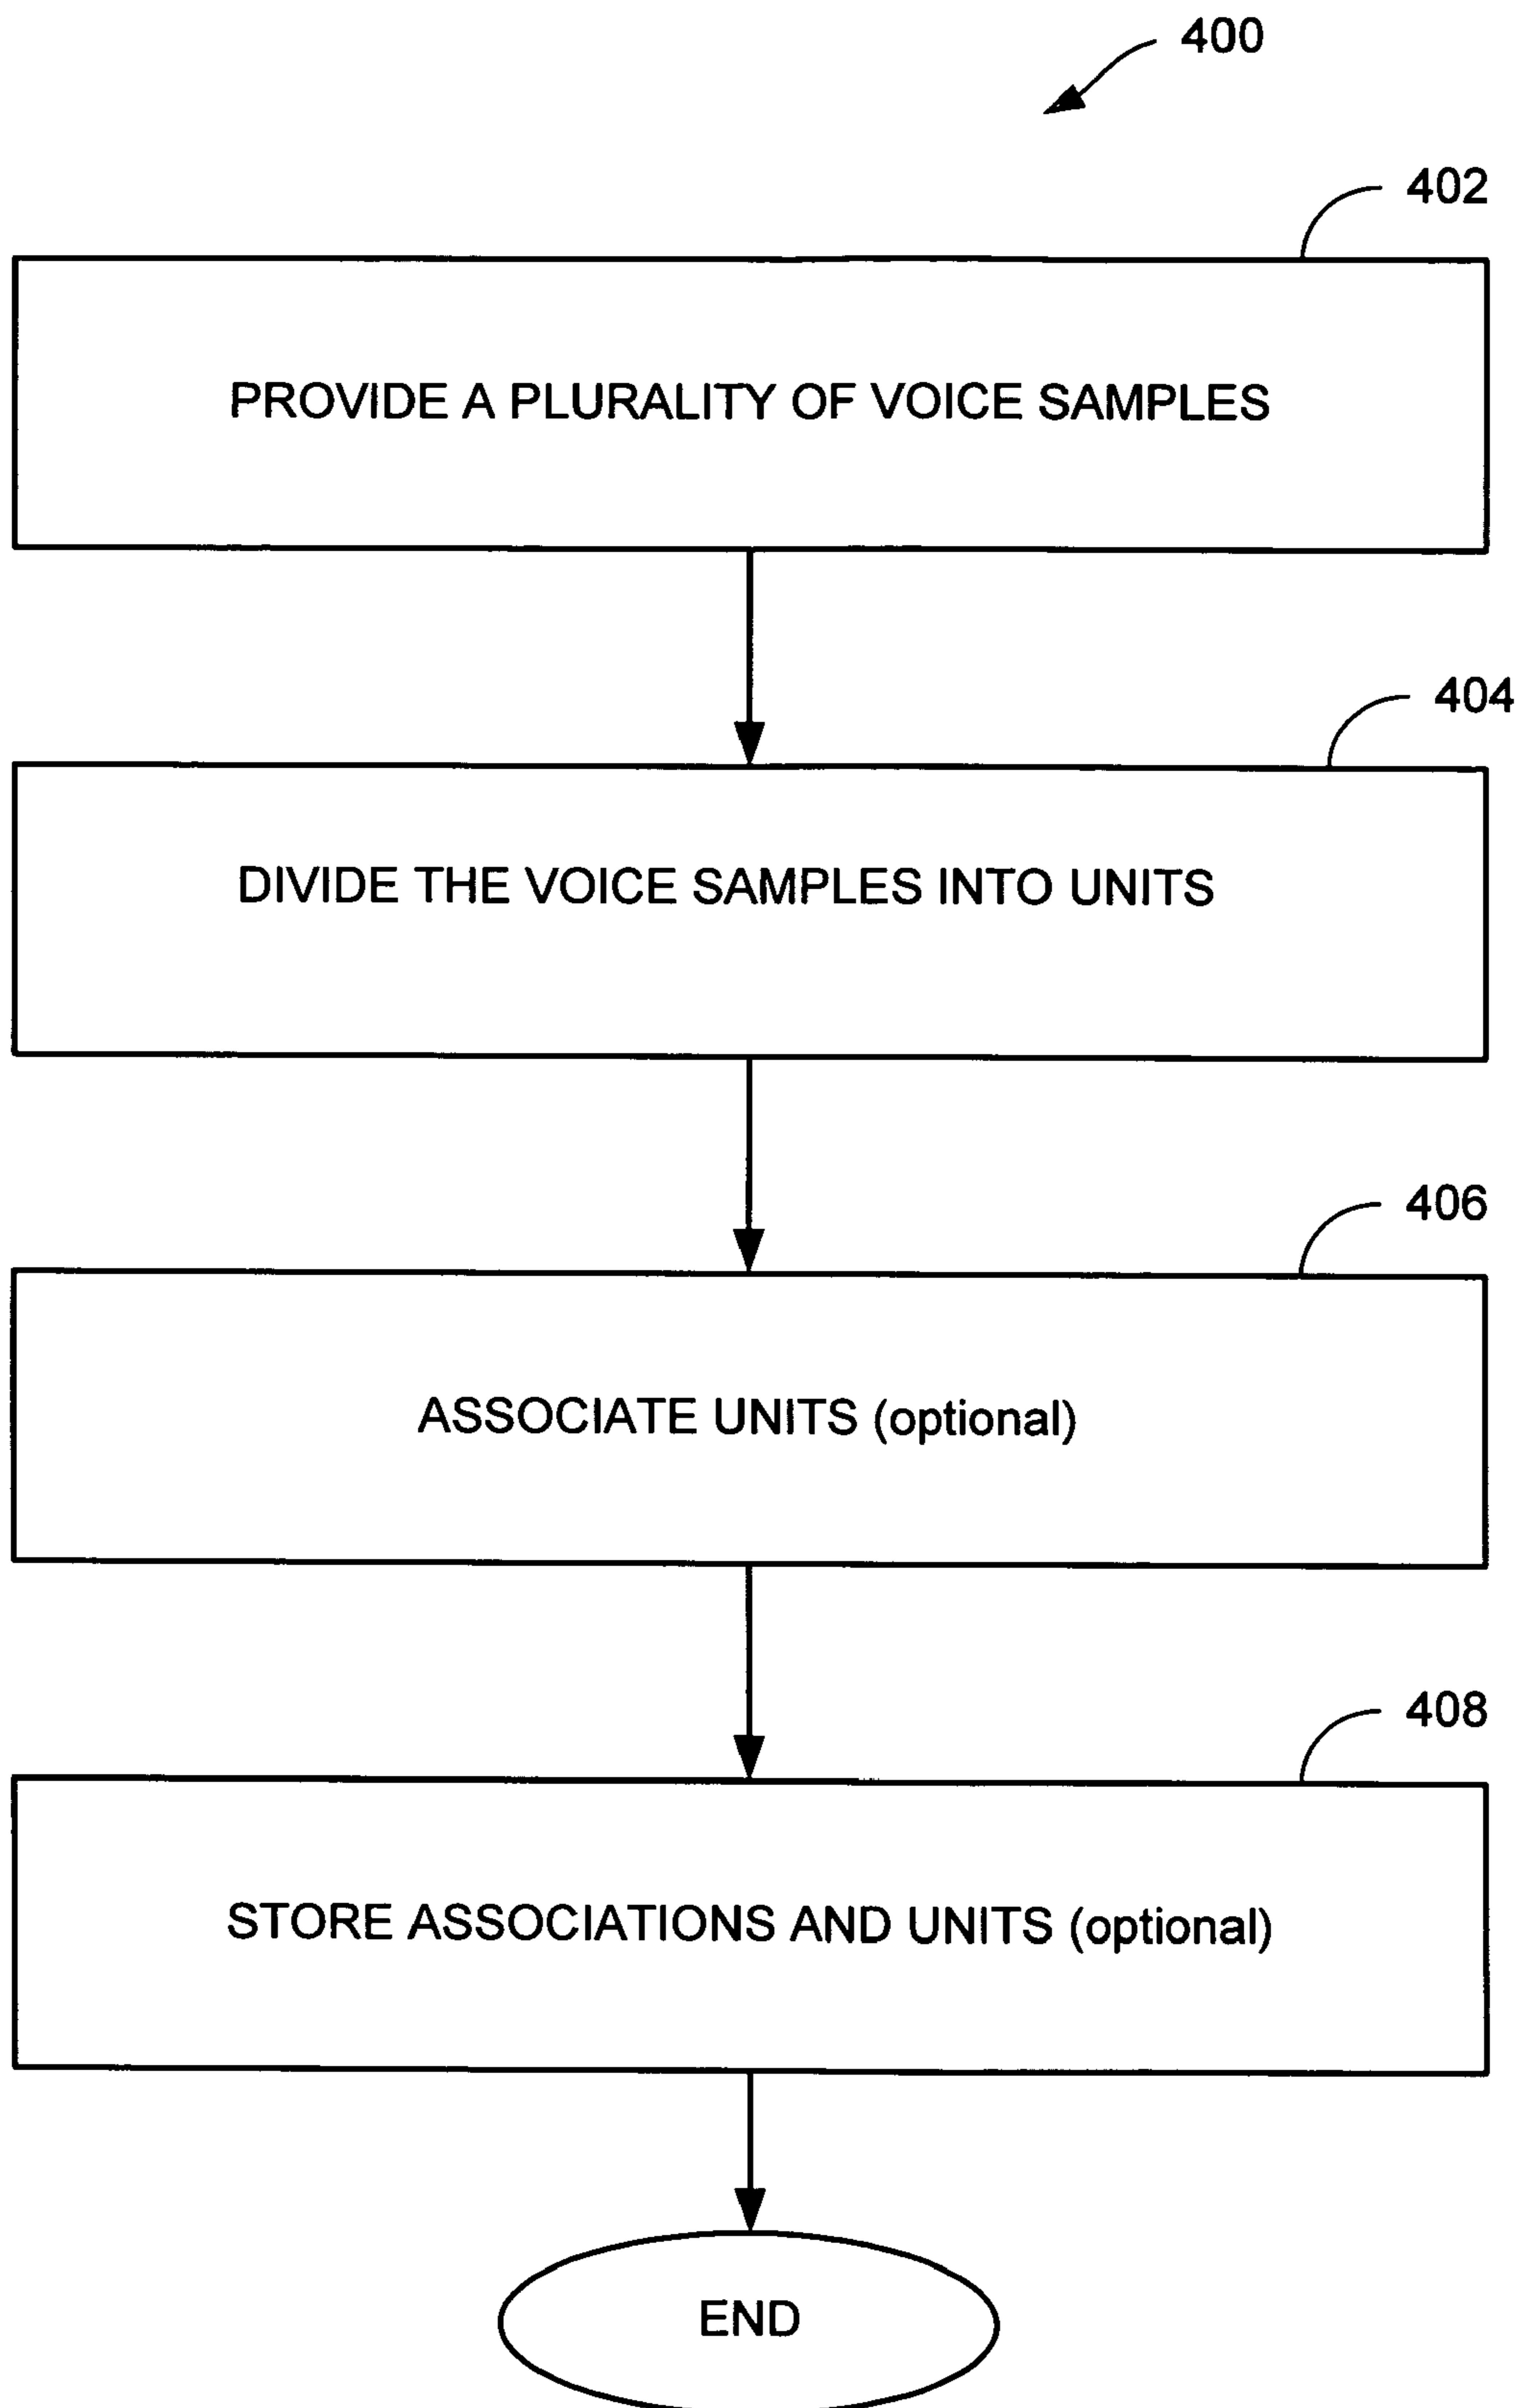 400
402
PROVIDE A PLURALITY OF VOICE SAMPLES
404
DIVIDE THE VOICE SAMPLES INTO UNITS
406
ASSOCIATE UNITS (optional)
408
STORE ASSOCIATIONS AND UNITS (optional)
END